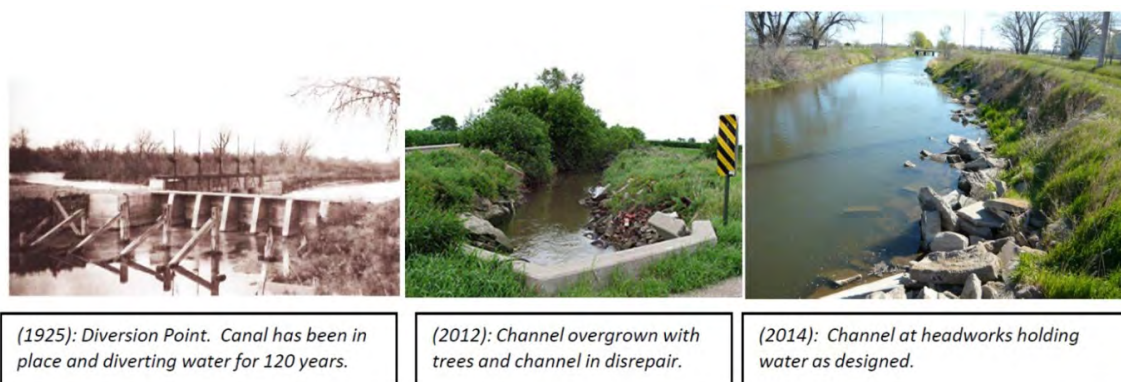 (1925): Diversion Point. Canal has been in
place and diverting water for 120 years.
(2012): Channel overgrown with
trees and channel in disrepair.
(2014): Channel at headworks holding
water as designed.